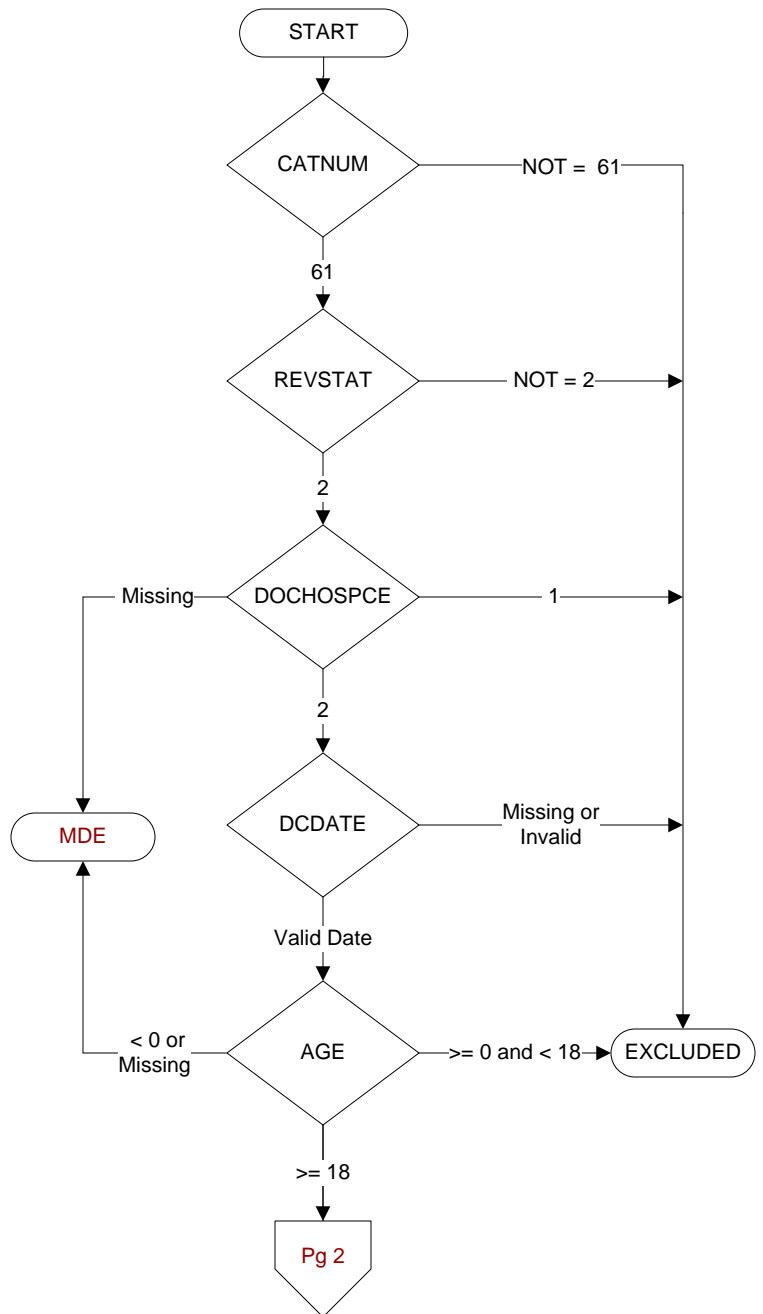 START
CATNUM
NOT = 61
61
REVSTAT
NOT = 2
2
Missing
DOCHOSPCE
1
2
MDE
DCDATE
Missing or
Invalid
Valid Date
< 0 or
Missing
AGE
>= 0 and < 18
EXCLUDED
>= 18
Pg 2